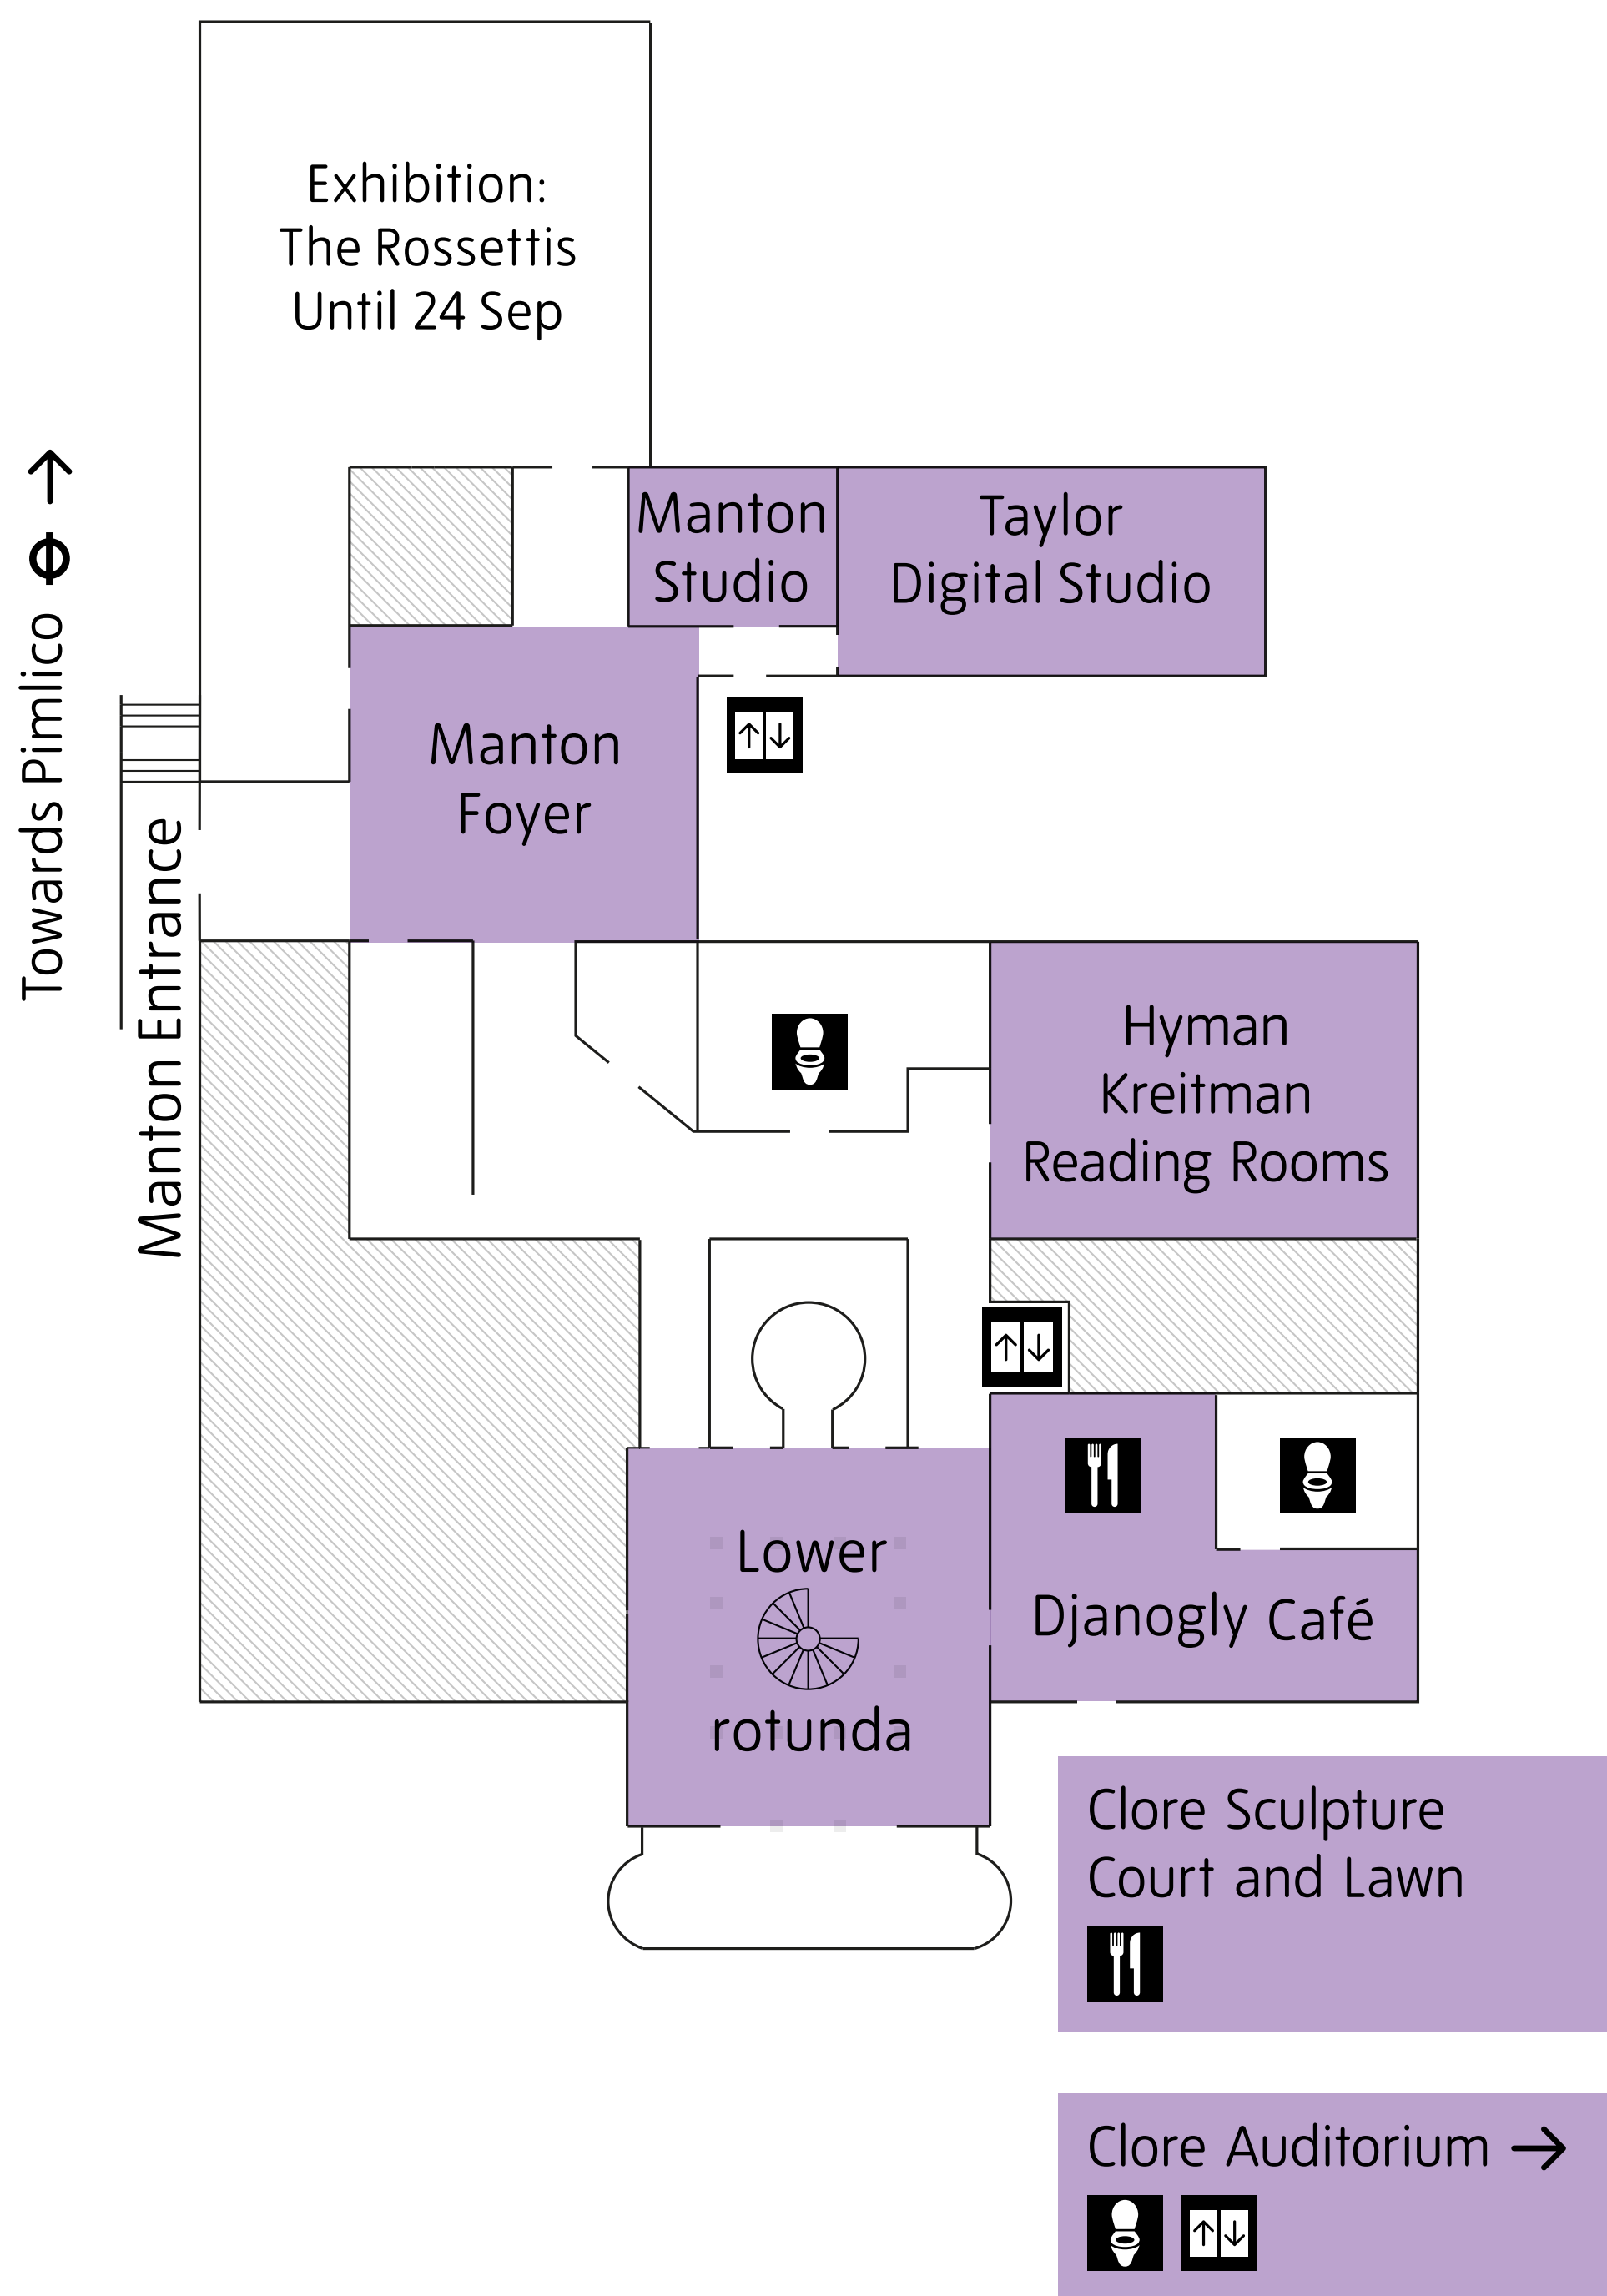 Exhibition:
The Rossettis
Until 24 Sep
Manton
Studio
Taylor
Digital Studio
Towards Pimlico
Manton
Foyer
Manton Entrance
Hyman
Kreitman
Reading Rooms
Lower
rotunda
Djanogly Café
Clore Sculpture
Court and Lawn
Clore Auditorium